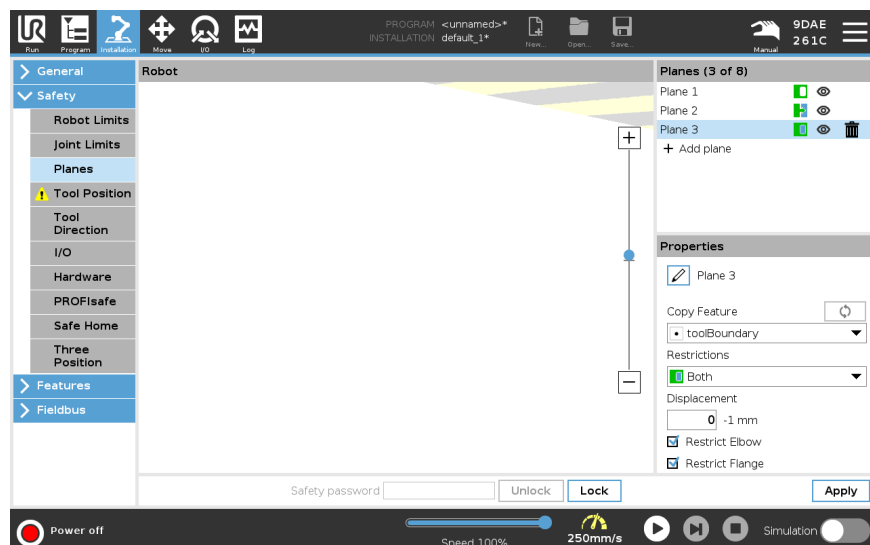 PROGRAM <unnamed>*
INSTALLATION default_1*
Run
Program
Installation
Move
I/O
Log
New...
Open...
Save...
Manual
9DAE
261C
General
Safety
Robot Limits
Joint Limits
Planes
Tool Position
Tool
Direction
I/O
Hardware
PROFIsafe
Safe Home
Three
Position
Features
Fieldbus
Robot
Planes (3 of 8)
Plane 1
Plane 2
Plane 3
+ Add plane
Properties
Plane 3
Copy Feature
toolBoundary
Restrictions
Both
Displacement
0 -1 mm
Restrict Elbow
Restrict Flange
Safety password
Unlock
Lock
Apply
Power off
Speed 100%
250mm/s
Simulation